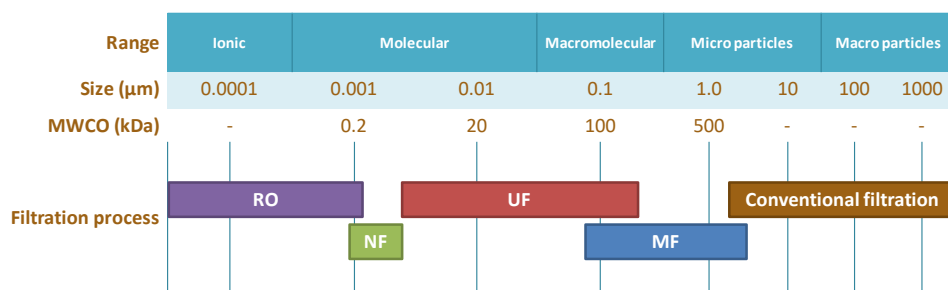 Range Ionic Molecular Macromolecular Micro particles Macro particles
Size (µm) 0.0001 0.001 0.01 0.1 1.0 10 100 1000
MWCO (kDa) - 0.2 20 100 500 - - -
RO UF Conventional filtration
Filtration process
NF MF